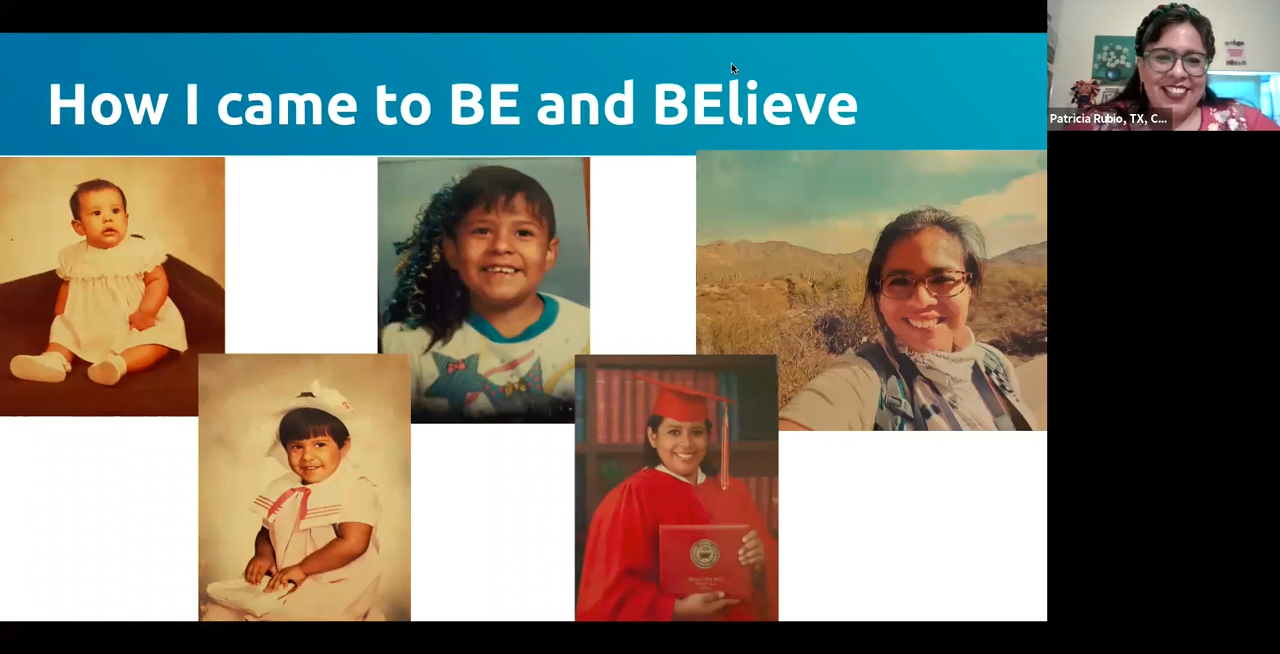 How I came to BE and BElieve
Patricia Rubio, TX, C...